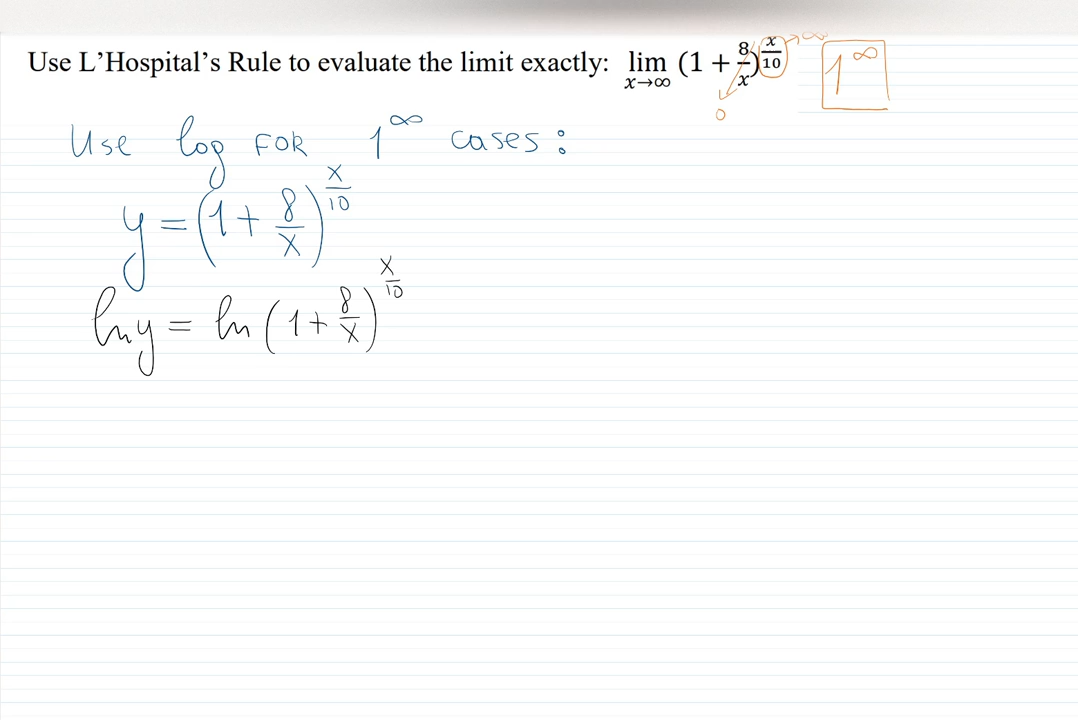 Use L’Hospital’s Rule to evaluate the limit exactly: lim x→∞ (1 + 8/x)^(x/10) → ∞ 1^∞
0
Use log FOR 1^∞ cases:
y = (1 + 8/x)^(x/10)
ln y = ln (1 + 8/x)^(x/10)